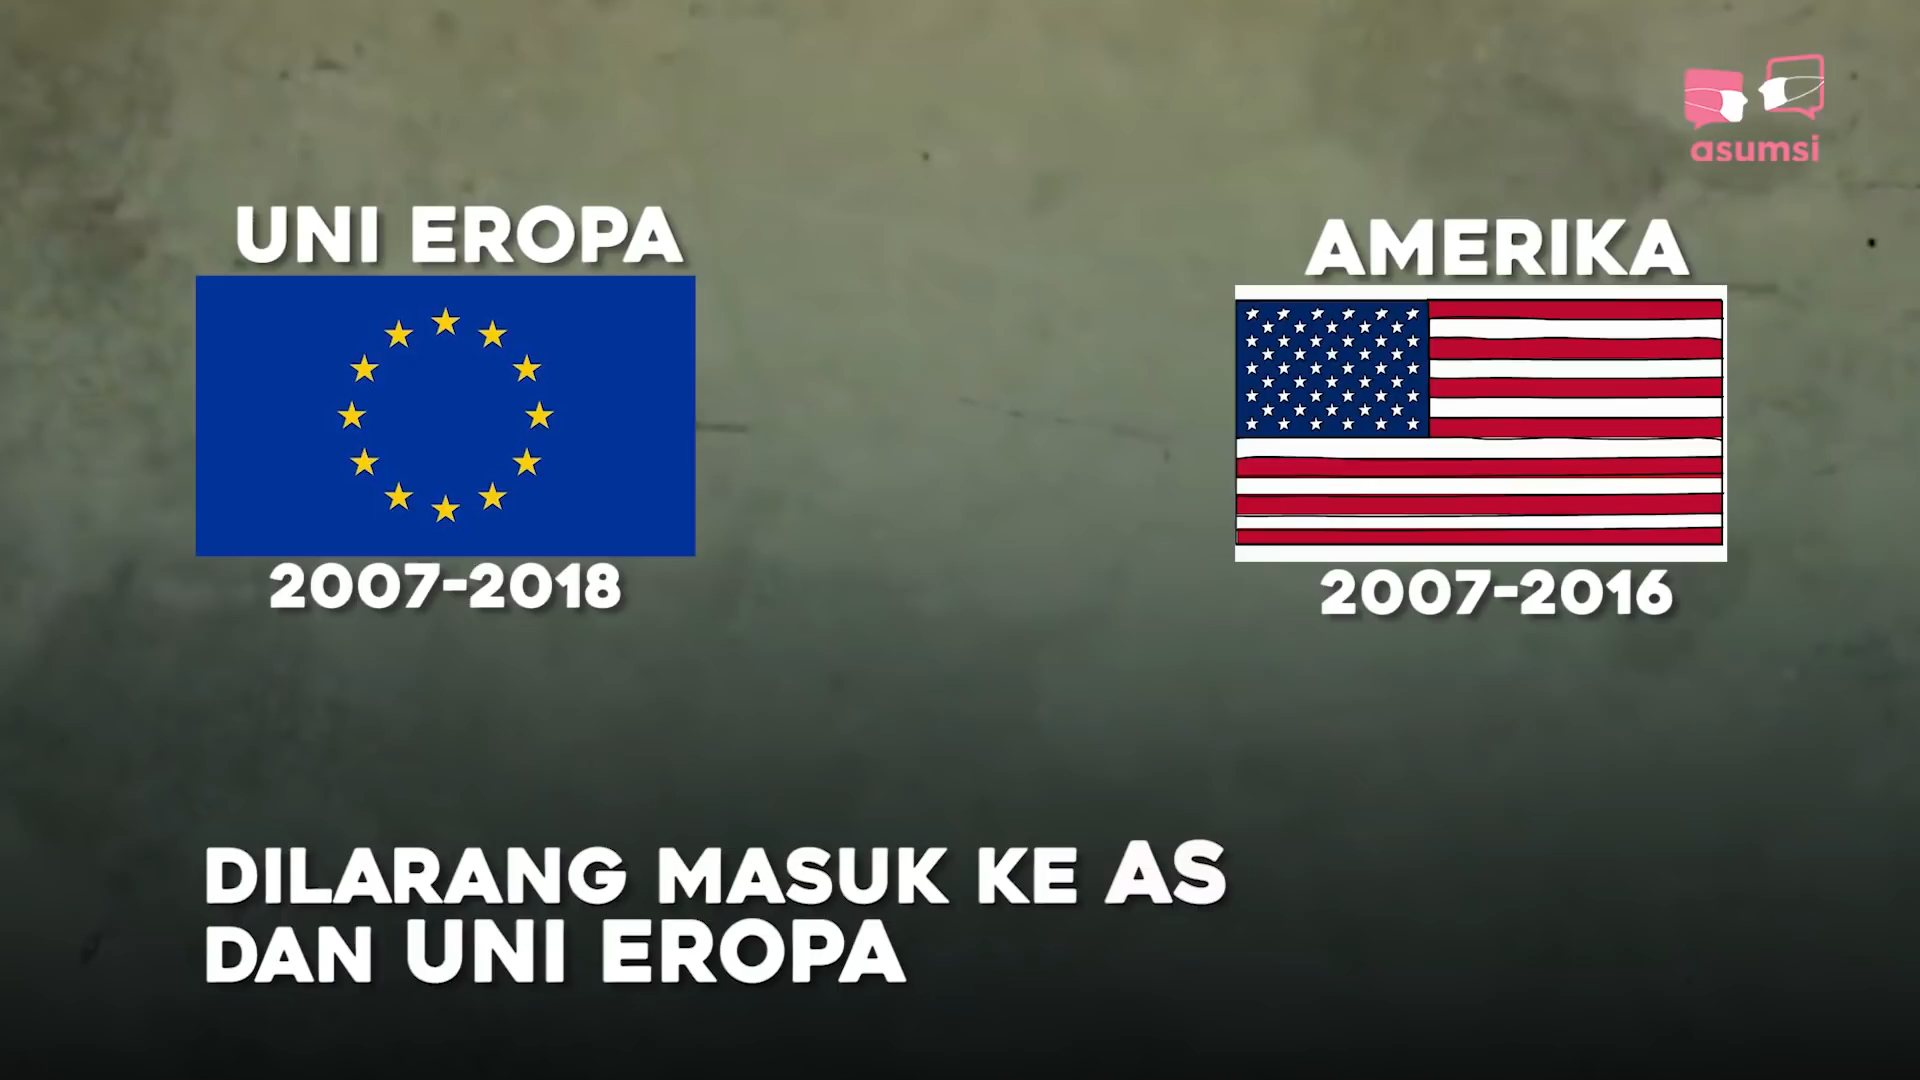 asumsi
UNI EROPA
AMERIKA
2007-2018
2007-2016
DILARANG MASUK KE AS
DAN UNI EROPA